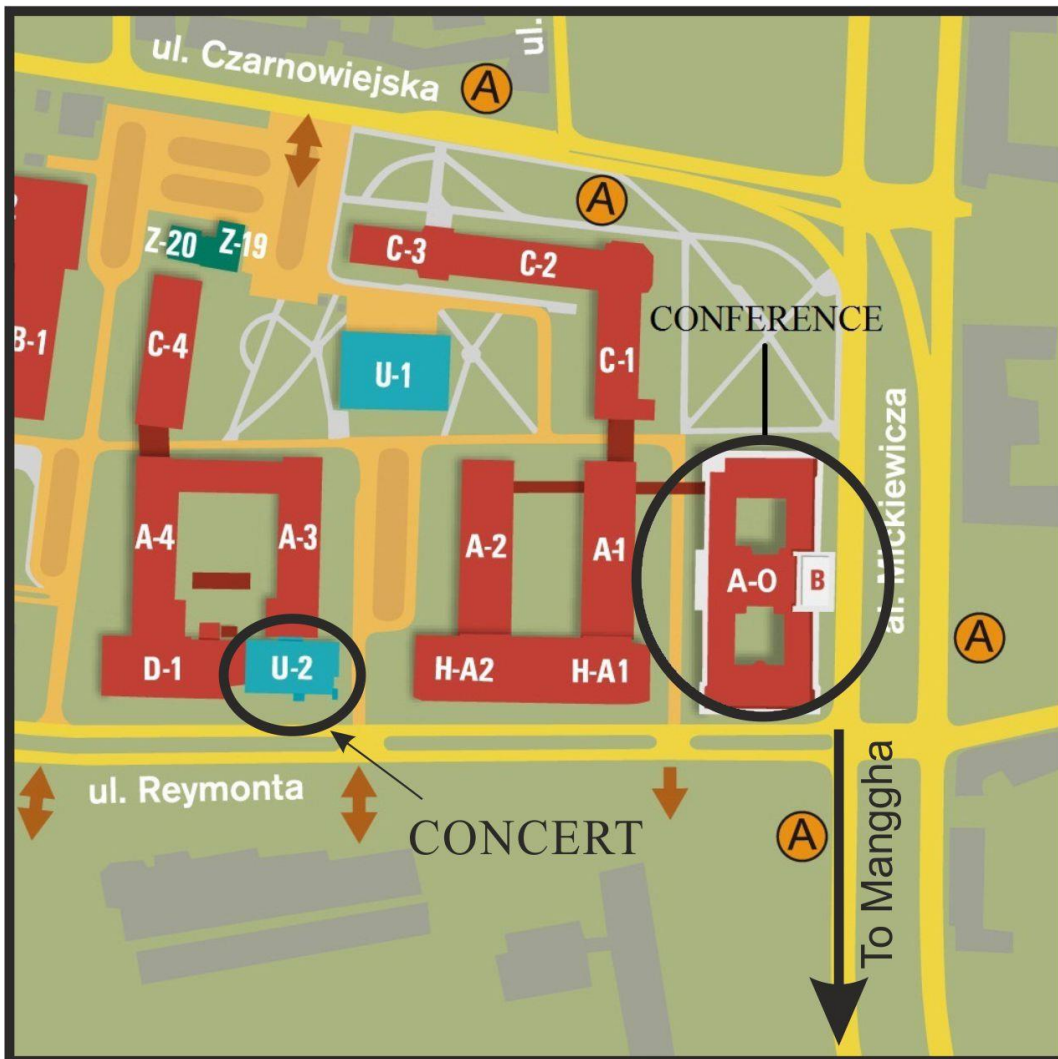 ul. Czarnowiejska
ul.
A
A
Z-20
Z-19
C-3
C-2
CONFERENCE
B-1
C-4
U-1
C-1
al. Mickiewicza
A-4
A-3
A-2
A-1
A-O
B
A
D-1
U-2
H-A2
H-A1
ul. Reymonta
CONCERT
A
To Manggha